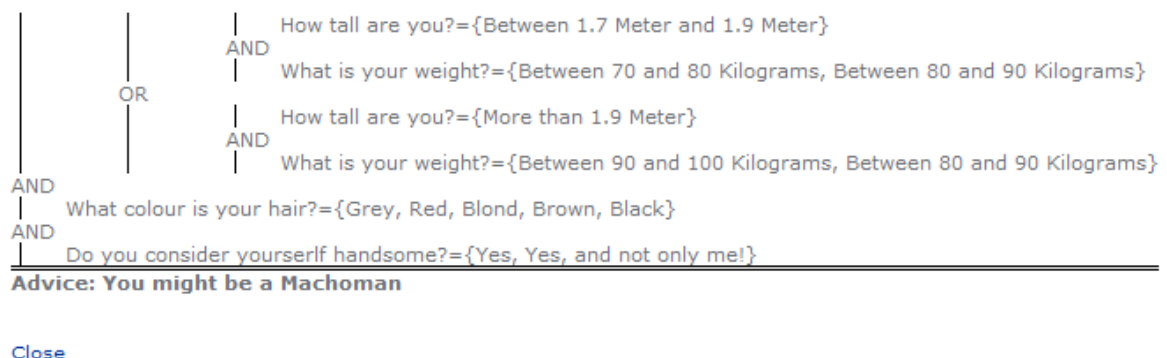 How tall are you?={Between 1.7 Meter and 1.9 Meter}
AND
What is your weight?={Between 70 and 80 Kilograms, Between 80 and 90 Kilograms}
OR
How tall are you?={More than 1.9 Meter}
AND
What is your weight?={Between 90 and 100 Kilograms, Between 80 and 90 Kilograms}
AND
What colour is your hair?={Grey, Red, Blond, Brown, Black}
AND
Do you consider yourserlf handsome?={Yes, Yes, and not only me!}
Advice: You might be a Machoman
Close